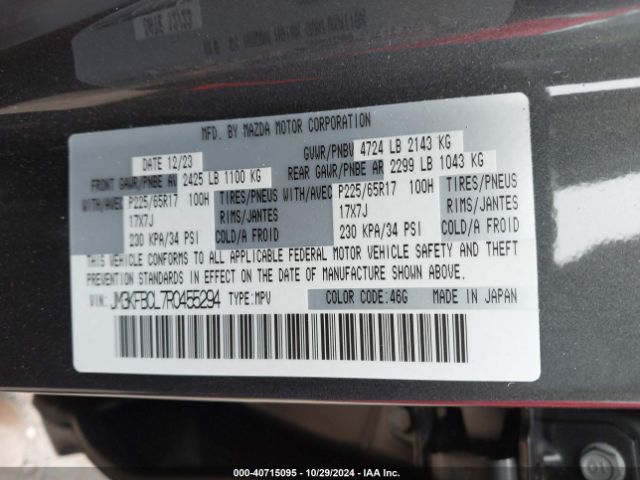 MFD. BY MAZDA MOTOR CORPORATION
DATE 12/23 GVWR/PNBV 4724 LB 2143 KG
FRONT GAWR/PNBE AV 2425 LB 1100 KG REAR GAWR/PNBE AR 2299 LB 1043 KG
WITH/AVEC P225/65R17 100H TIRES/PNEUS WITH/AVEC P225/65R17 100H TIRES/PNEUS
17X7J RIMS/JANTES 17X7J RIMS/JANTES
230 KPA/34 PSI COLD/A FROID 230 KPA/34 PSI COLD/A FROID
THIS VEHICLE CONFORMS TO ALL APPLICABLE FEDERAL MOTOR VEHICLE SAFETY AND THEFT
PREVENTION STANDARDS IN EFFECT ON THE DATE OF MANUFACTURE SHOWN ABOVE.
VIN: JM3KFBCL7R0455294 TYPE:MPV COLOR CODE:46G MADE IN JAPAN
000-40715095 - 10/29/2024 - IAA Inc.